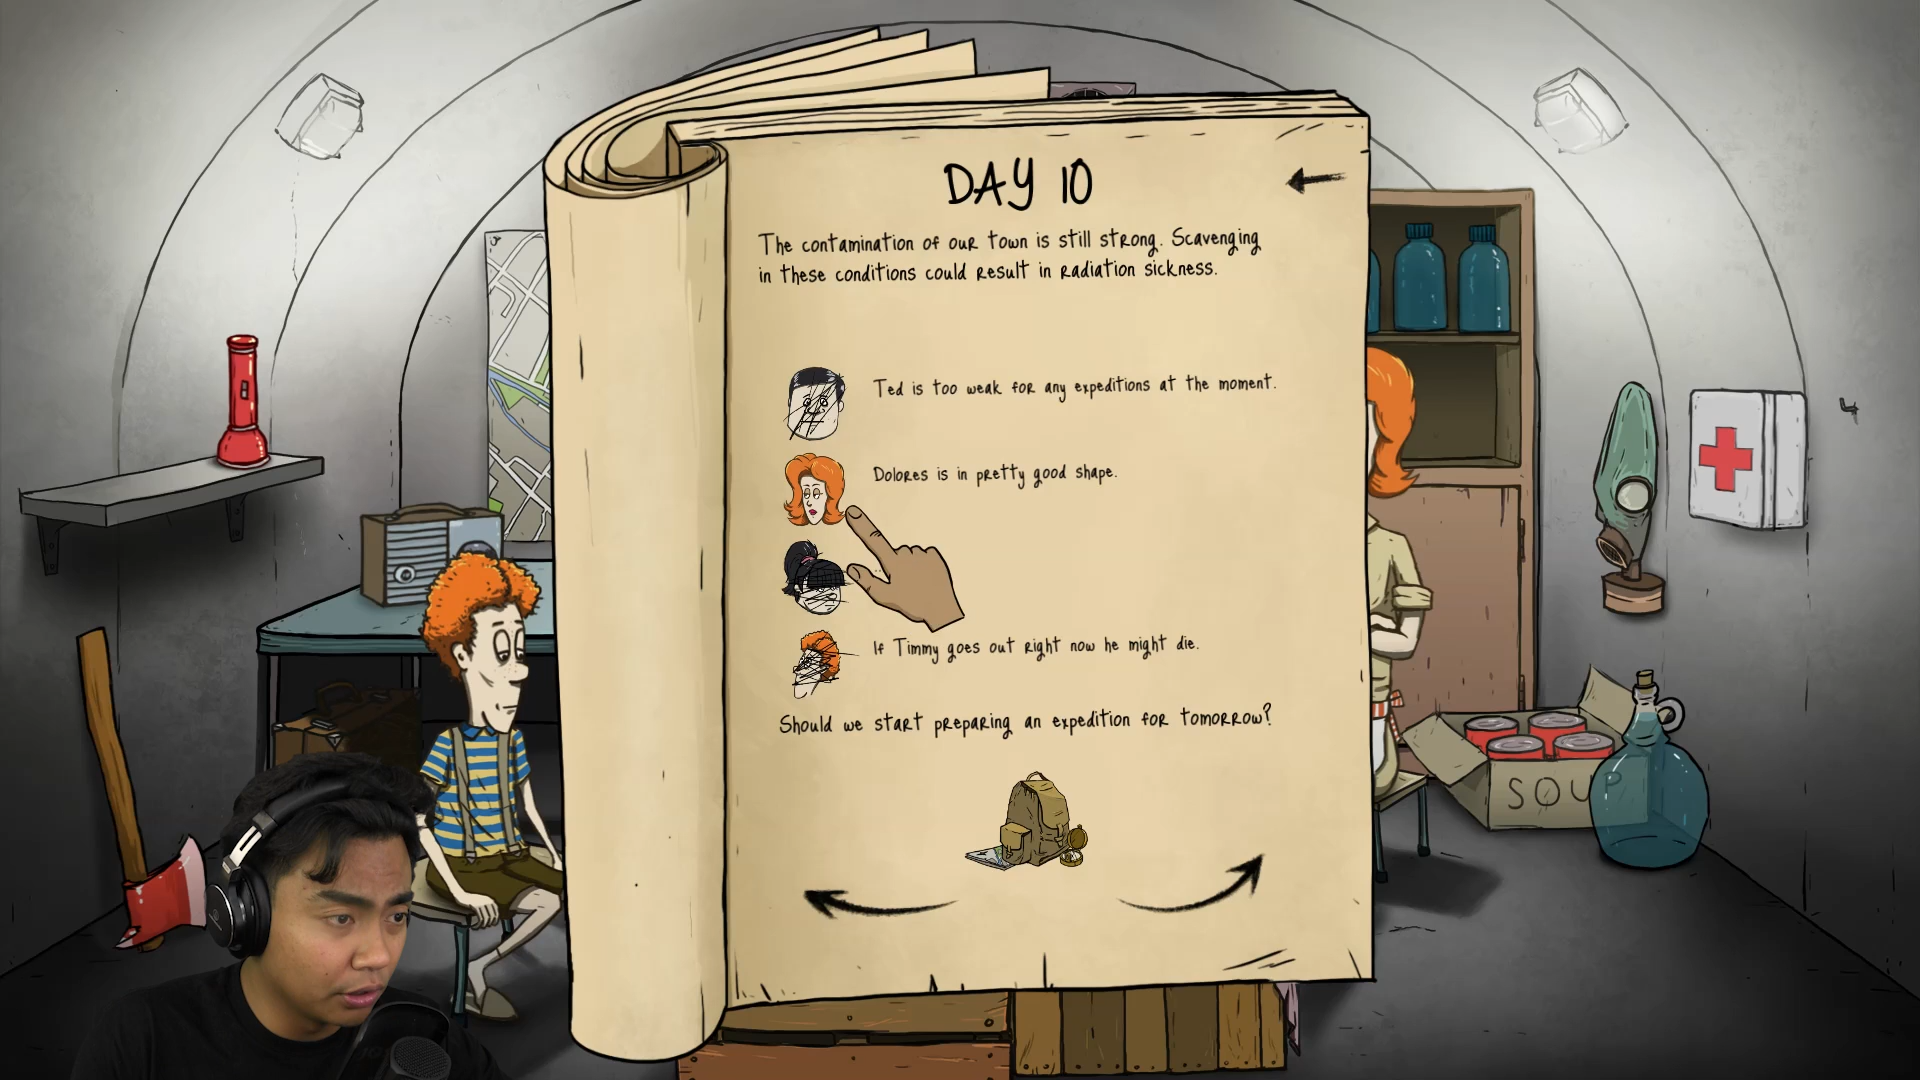 DAY 10
The contamination of our town is still strong. Scavenging
in these conditions could result in radiation sickness.
Ted is too weak for any expeditions at the moment.
Dolores is in pretty good shape.
If Timmy goes out right now he might die.
Should we start preparing an expedition for tomorrow?
SOU